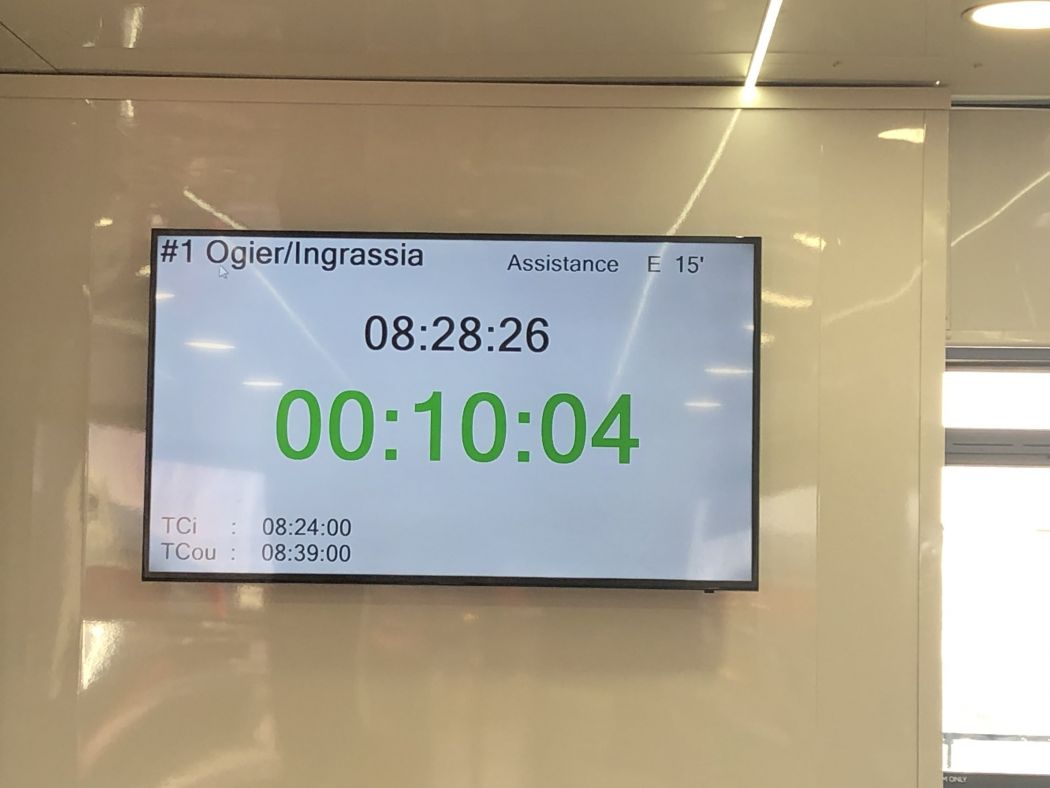 #1 Ogier/Ingrassia
Assistance E 15'
08:28:26
00:10:04
TCi : 08:24:00
TCou : 08:39:00
M ONLY